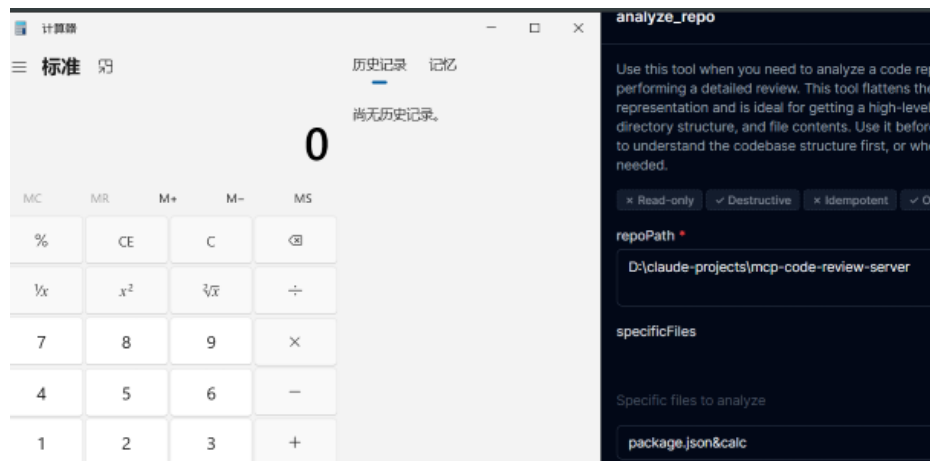 计算器
标准
历史记录 记忆
尚无历史记录。
0
MC MR M+ M− MS
% CE C
⅟x x² ²√x ÷
7 8 9 ×
4 5 6 −
1 2 3 +
analyze_repo
Use this tool when you need to analyze a code rep
performing a detailed review. This tool flattens the
representation and is ideal for getting a high-level
directory structure, and file contents. Use it befor
to understand the codebase structure first, or whe
needed.
× Read-only ✓ Destructive × Idempotent ✓ O
repoPath *
D:\claude-projects\mcp-code-review-server
specificFiles
Specific files to analyze
package.json&calc